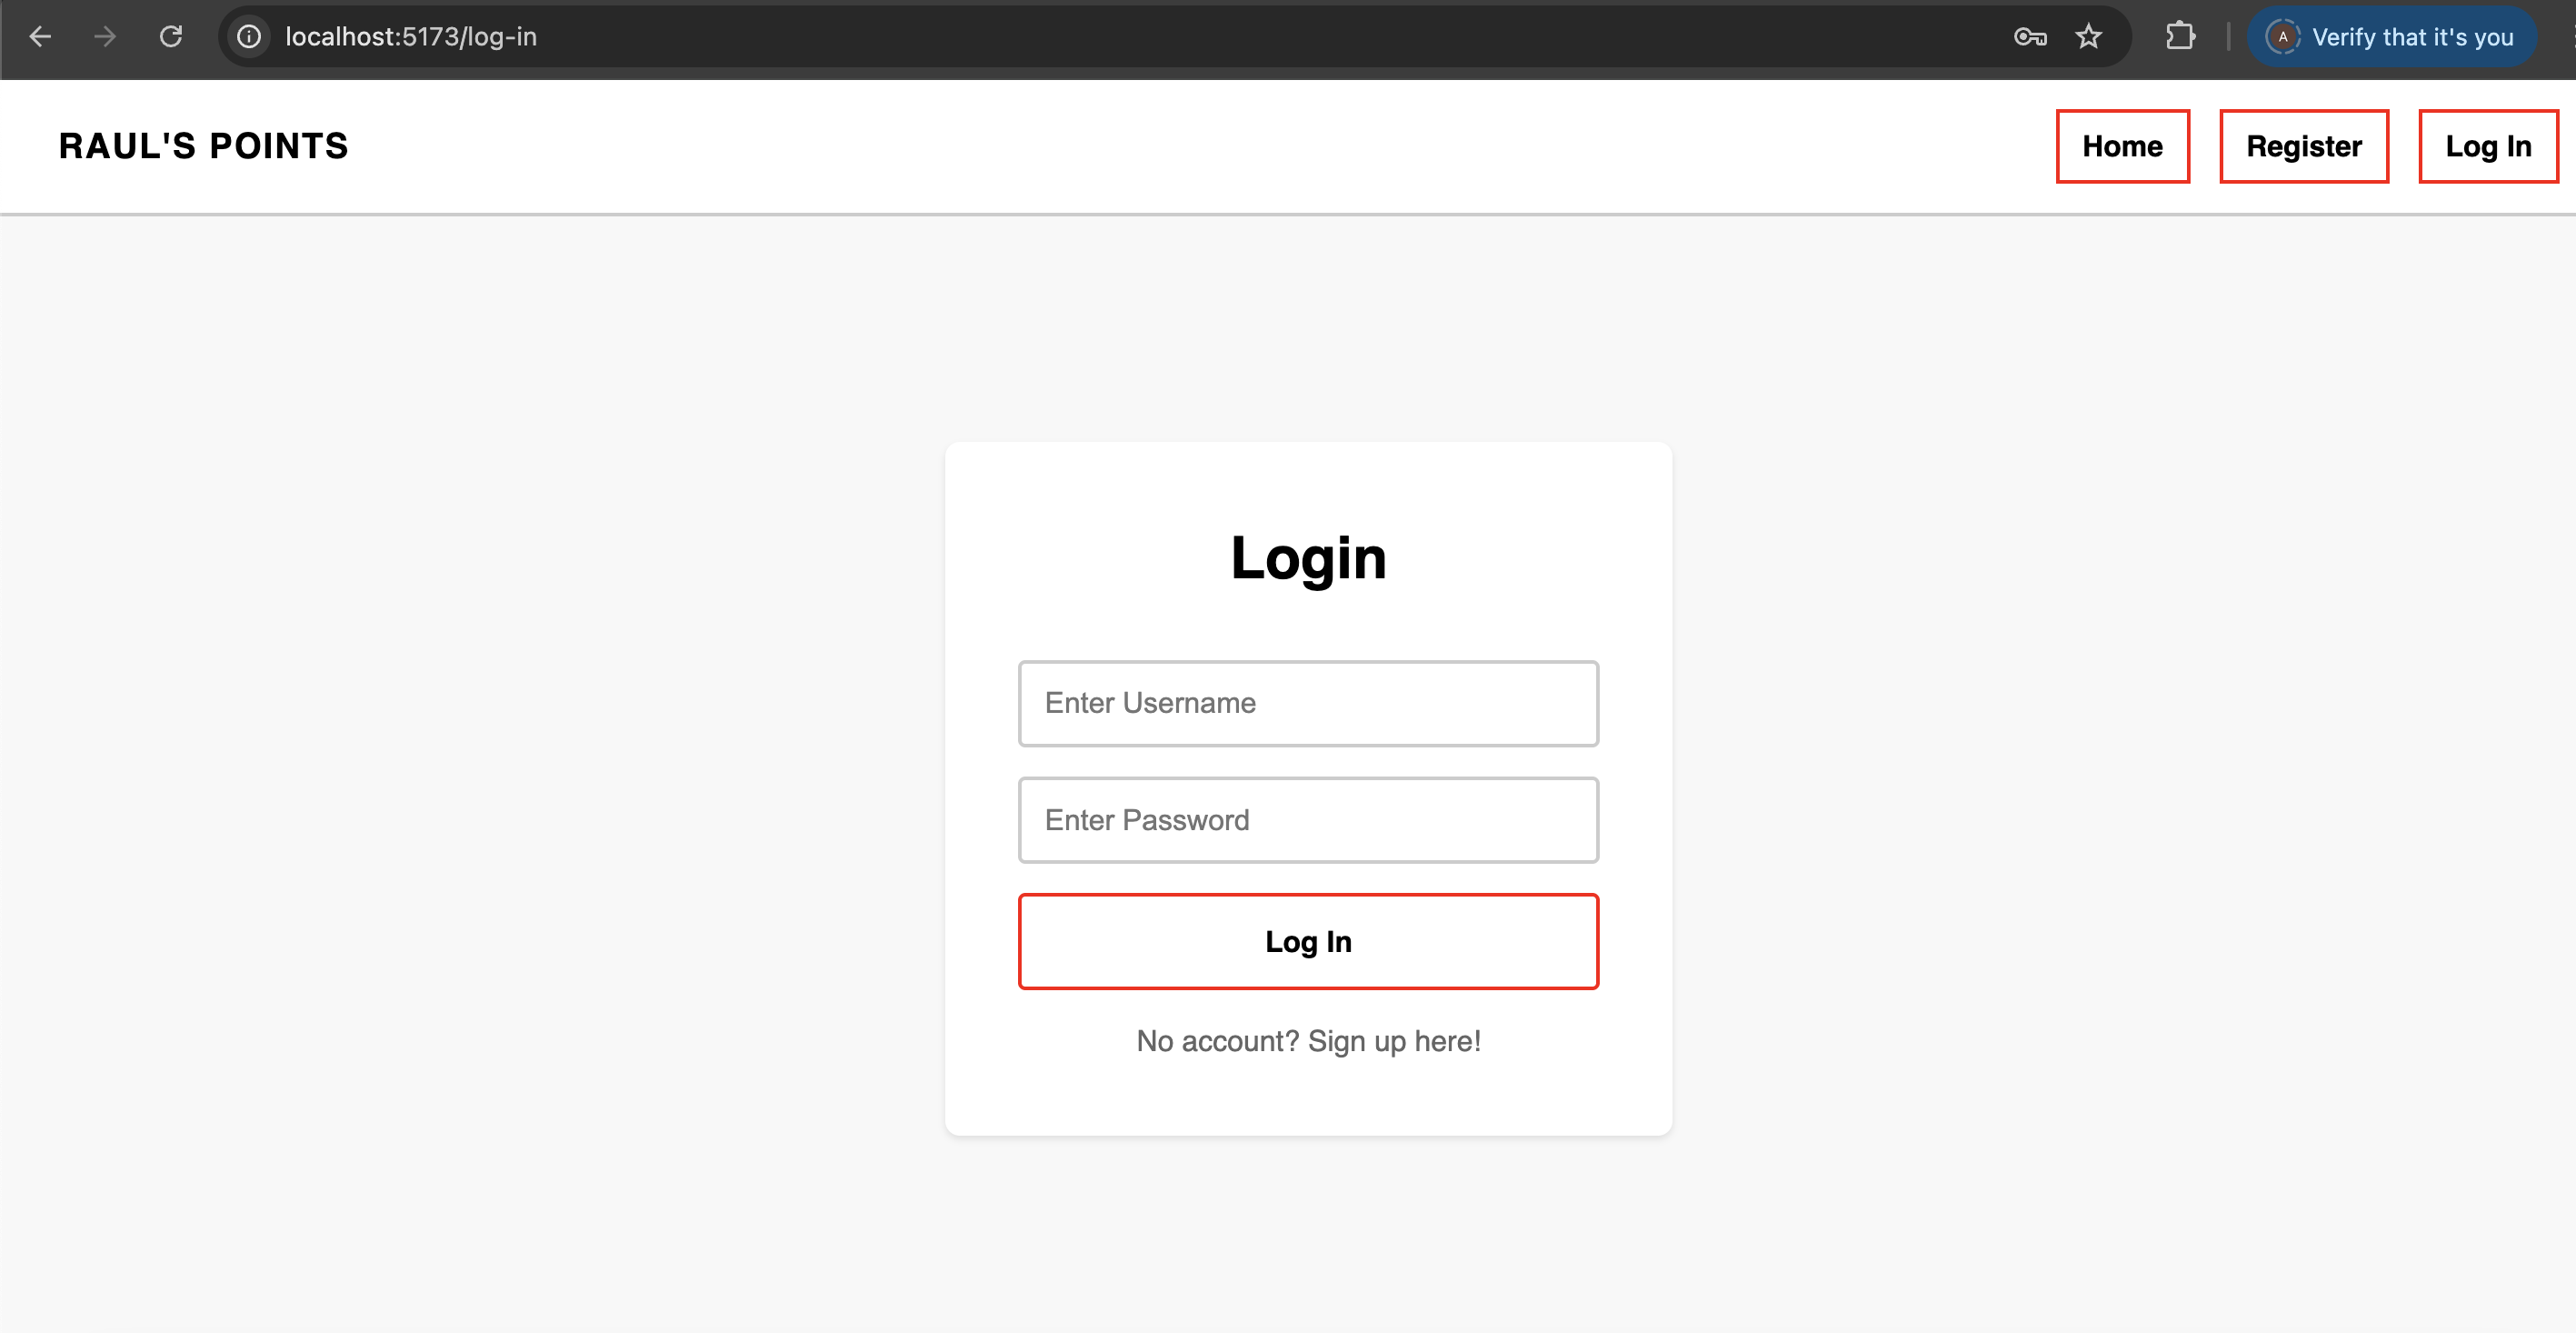 localhost:5173/log-in
A Verify that it's you
RAUL'S POINTS
Home Register Log In
Login
Enter Username
Enter Password
Log In
No account? Sign up here!